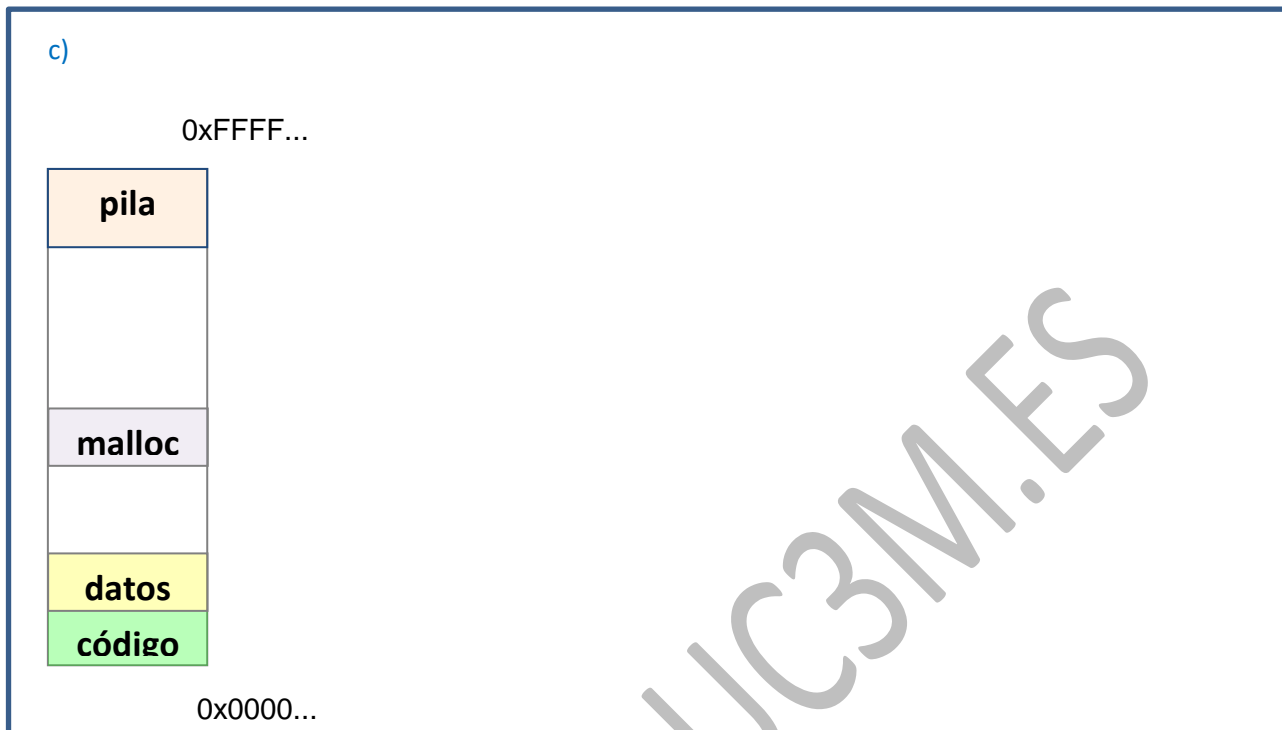 c)
0xFFFF...
pila
malloc
datos
código
0x0000...
UC3M.ES